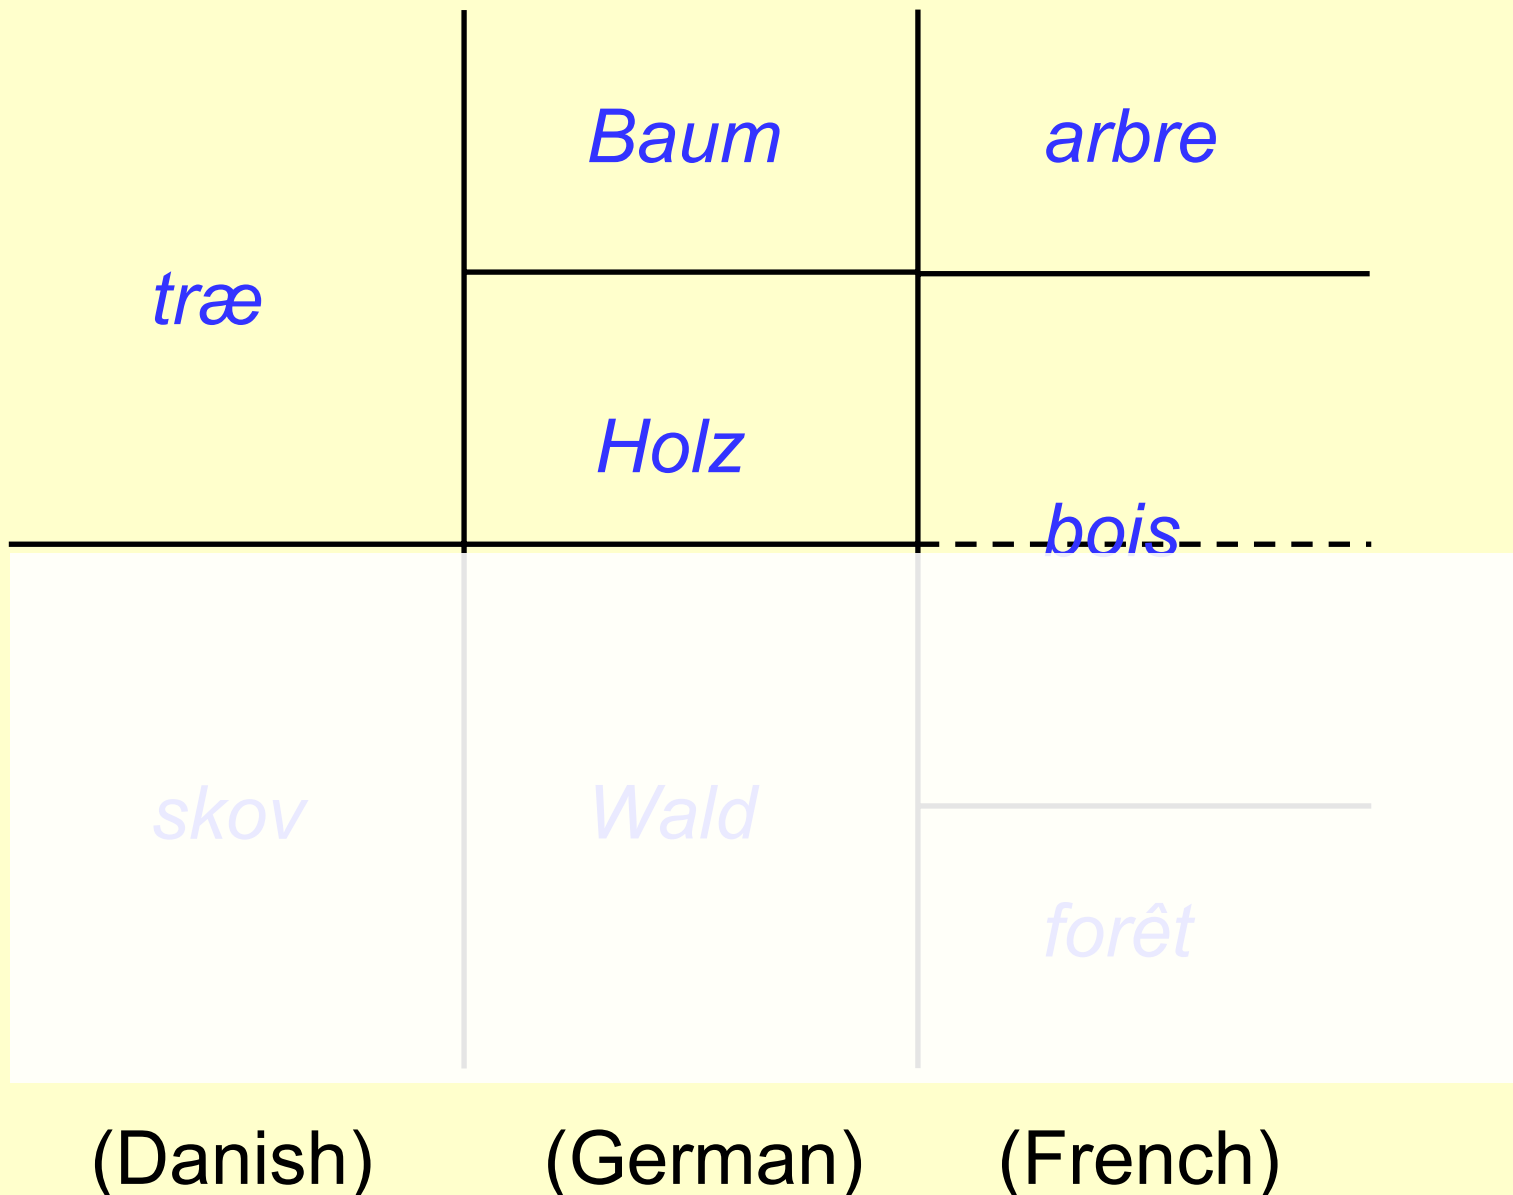 Baum arbre
træ
Holz
bois
skov Wald
forêt
(Danish) (German) (French)